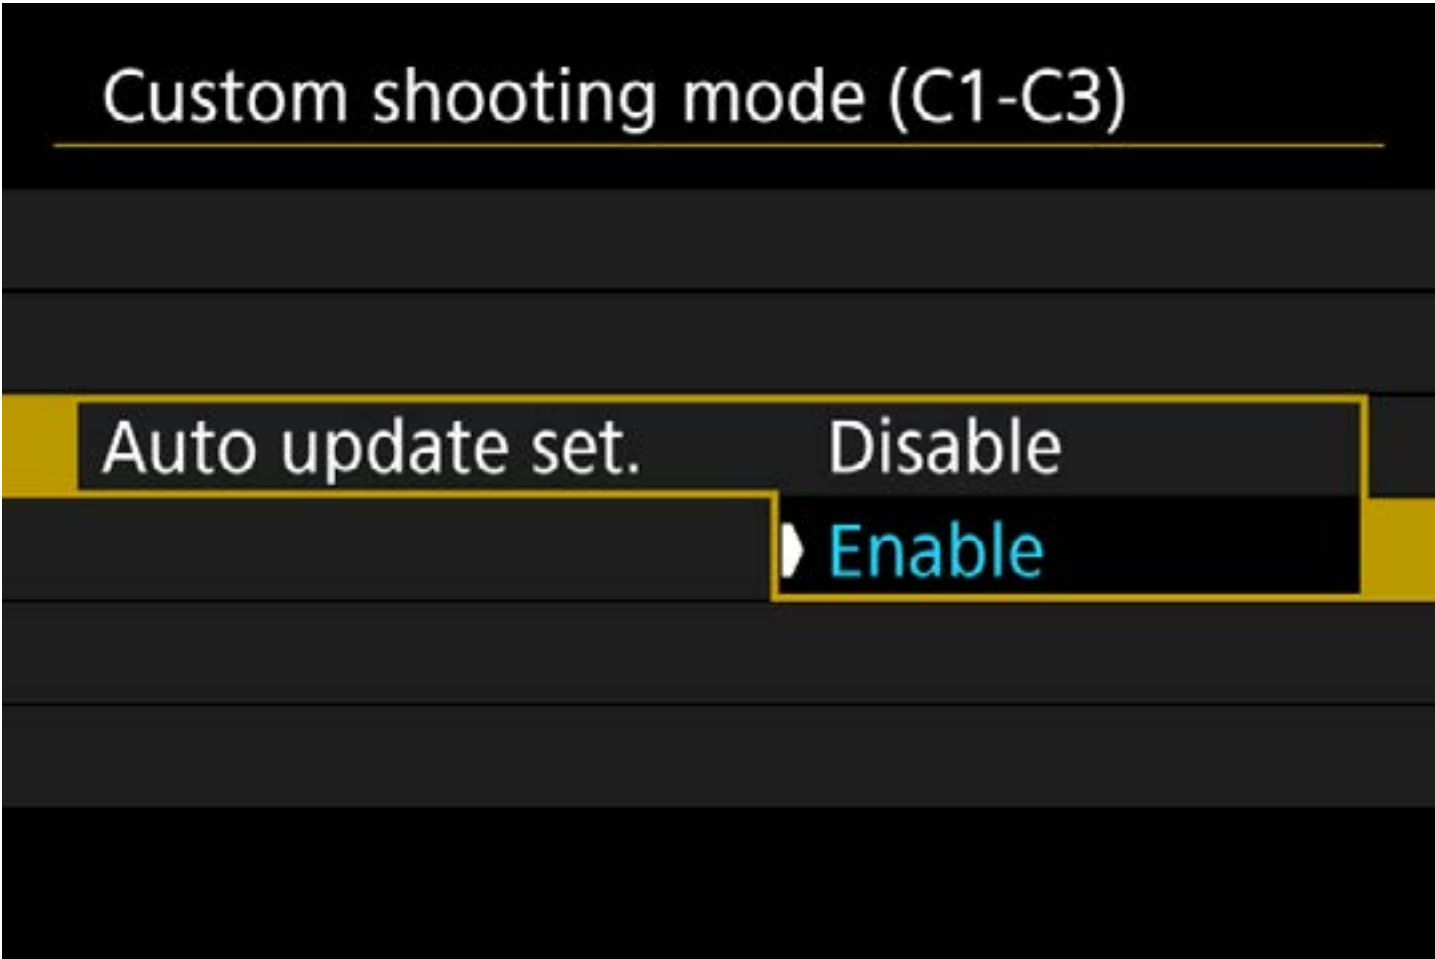 Custom shooting mode (C1-C3)
Auto update set. Disable
Enable